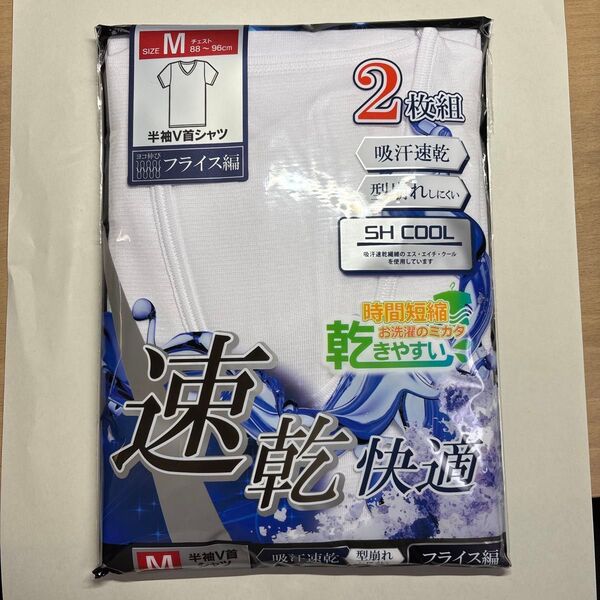 SIZE M チェスト
88～96cm
半袖V首シャツ
ヨコ伸び
フライス編
2枚組
吸汗速乾
型崩れしにくい
SH COOL
吸汗速乾繊維のエス・エイチ・クール
を使用しています
時間短縮
お洗濯のミカタ
乾きやすい
速乾快適
M 半袖V首
シャツ
吸汗速乾
型崩れ
フライス編